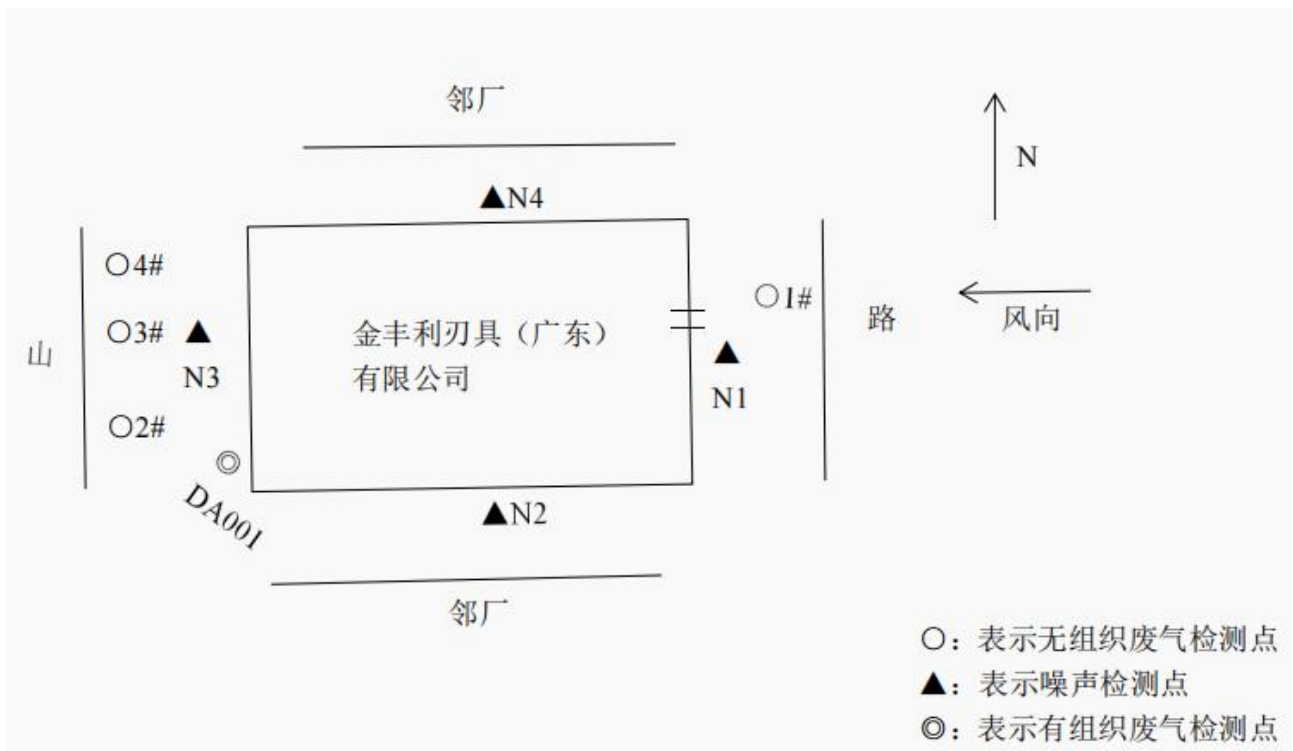 邻厂
▲N4
N
○4#
○1#
○3#
▲
金丰利刃具（广东）
有限公司
路
风向
山
N3
▲
N1
○2#
◎
DA001
▲N2
邻厂
○：表示无组织废气检测点
▲：表示噪声检测点
◎：表示有组织废气检测点